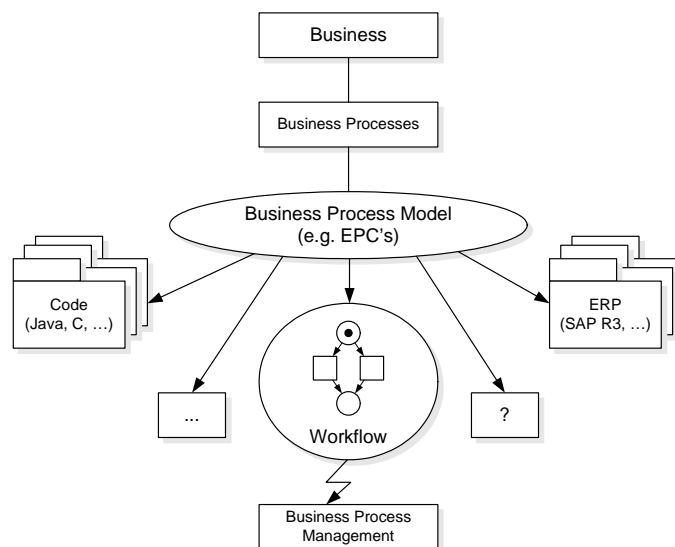 Business
Business Processes
Business Process Model
(e.g. EPC's)
Code
(Java, C, …)
ERP
(SAP R3, …)
...
?
Workflow
Business Process
Management